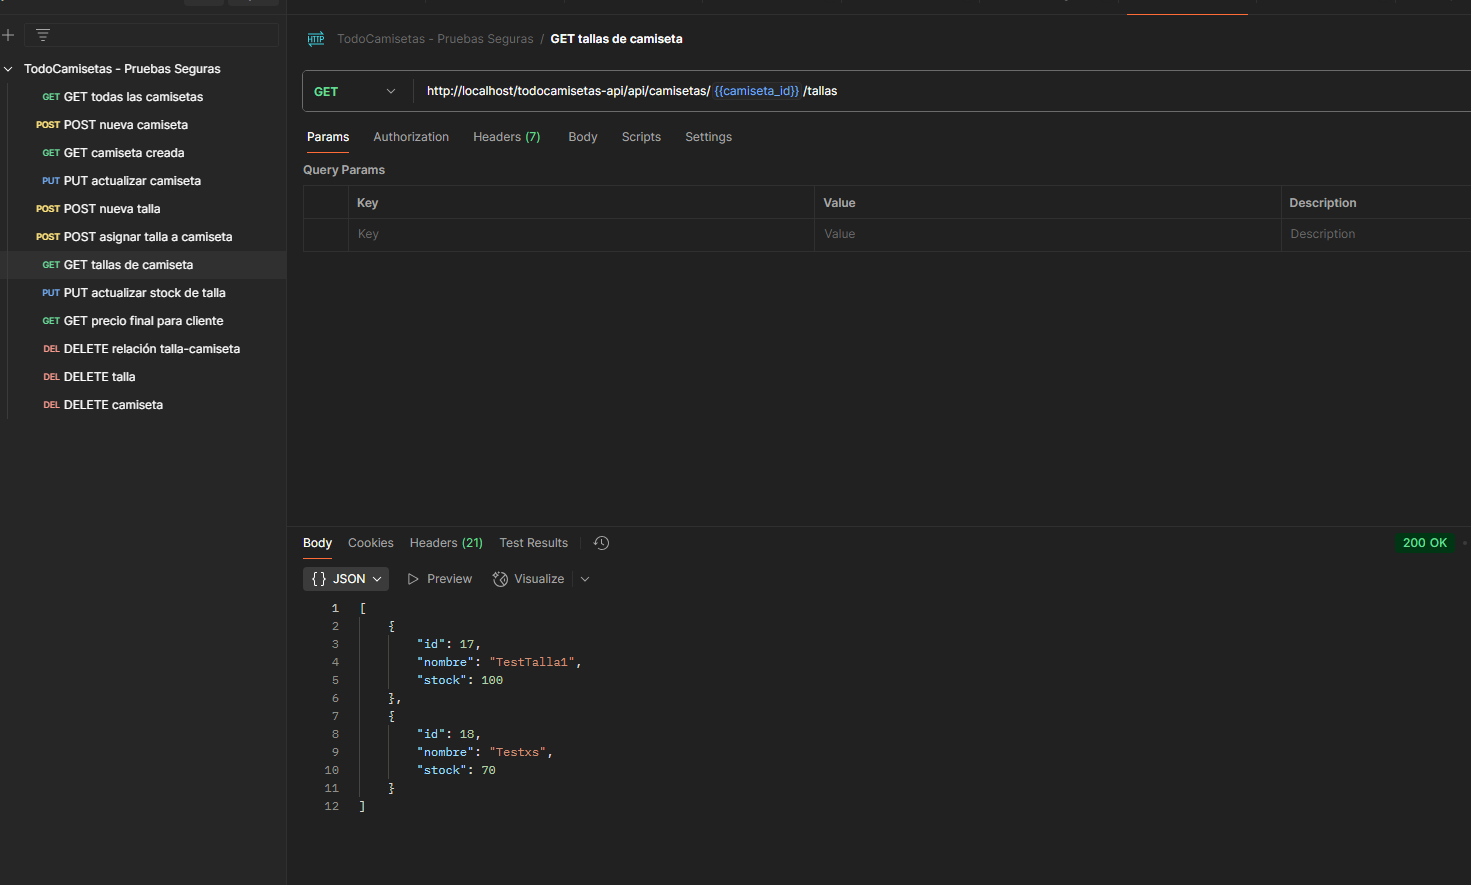 TodoCamisetas - Pruebas Seguras
GET GET todas las camisetas
POST POST nueva camiseta
GET GET camiseta creada
PUT PUT actualizar camiseta
POST POST nueva talla
POST POST asignar talla a camiseta
GET GET tallas de camiseta
PUT PUT actualizar stock de talla
GET GET precio final para cliente
DEL DELETE relación talla-camiseta
DEL DELETE talla
DEL DELETE camiseta
HTTP TodoCamisetas - Pruebas Seguras / GET tallas de camiseta
GET http://localhost/todocamisetas-api/api/camisetas/ {{camiseta_id}} /tallas
Params Authorization Headers (7) Body Scripts Settings
Query Params
Key Value Description
Key Value Description
Body Cookies Headers (21) Test Results 200 OK
{} JSON Preview Visualize
1 [
2 {
3 "id": 17,
4 "nombre": "TestTalla1",
5 "stock": 100
6 },
7 {
8 "id": 18,
9 "nombre": "Testxs",
10 "stock": 70
11 }
12 ]